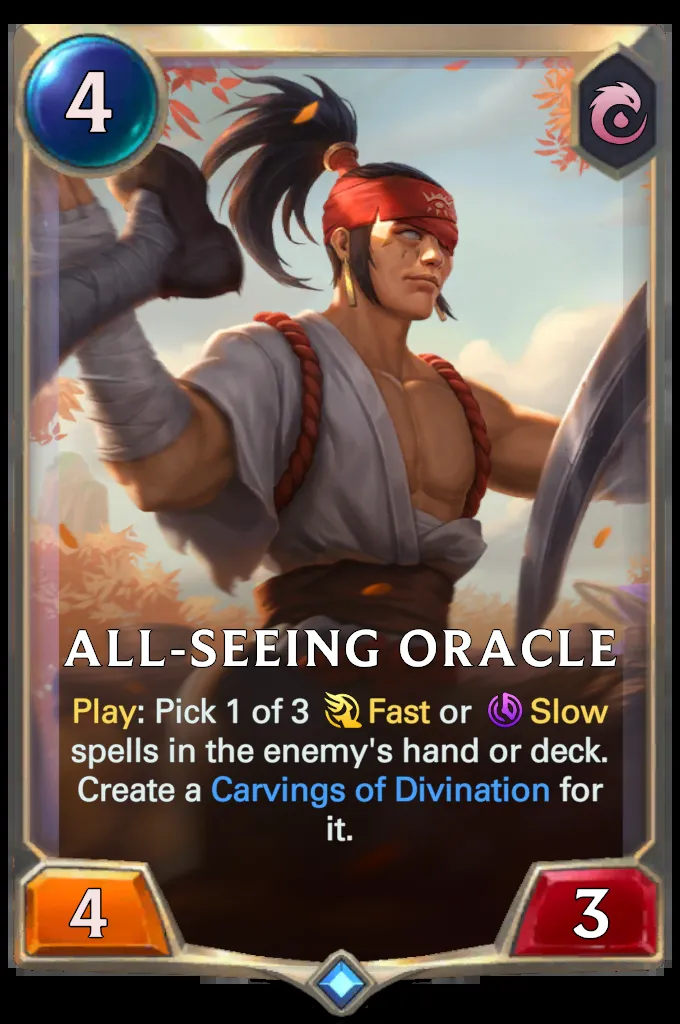 4
ALL-SEEING ORACLE
Play: Pick 1 of 3 Fast or Slow
spells in the enemy's hand or deck.
Create a Carvings of Divination for
it.
4
3